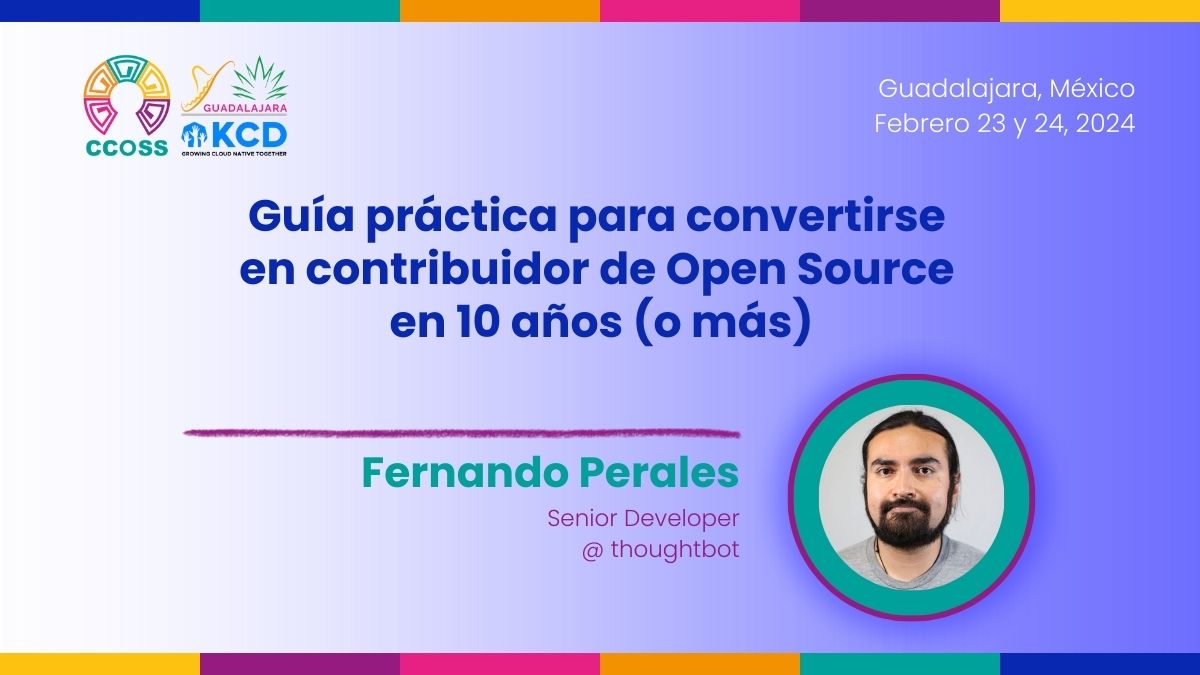 CCOSS
GUADALAJARA
KCD
GROWING CLOUD NATIVE TOGETHER
Guadalajara, México
Febrero 23 y 24, 2024
Guía práctica para convertirse
en contribuidor de Open Source
en 10 años (o más)
Fernando Perales
Senior Developer
@ thoughtbot